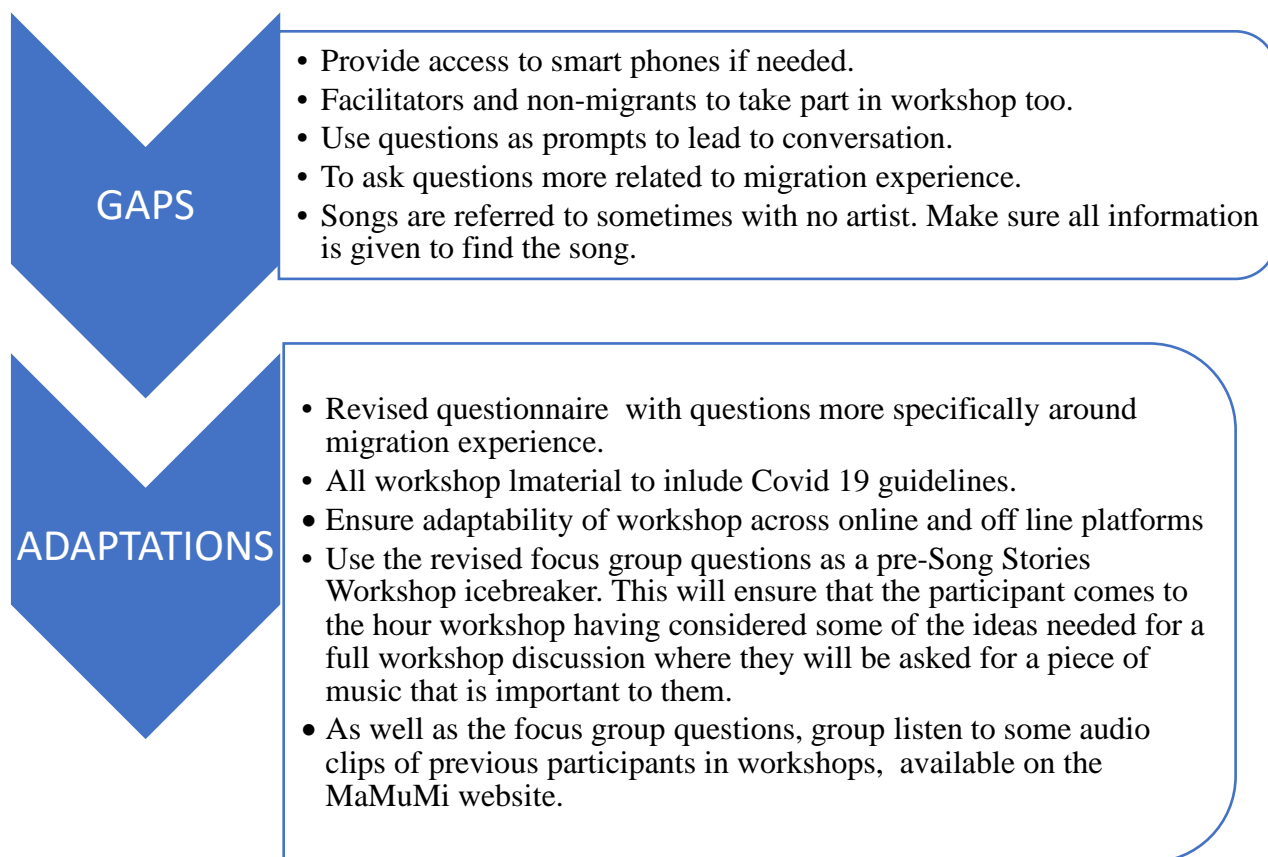 GAPS
• Provide access to smart phones if needed.
• Facilitators and non-migrants to take part in workshop too.
• Use questions as prompts to lead to conversation.
• To ask questions more related to migration experience.
• Songs are referred to sometimes with no artist. Make sure all information
is given to find the song.
ADAPTATIONS
• Revised questionnaire  with questions more specifically around
migration experience.
• All workshop lmaterial to inlude Covid 19 guidelines.
• Ensure adaptability of workshop across online and off line platforms
• Use the revised focus group questions as a pre-Song Stories
Workshop icebreaker. This will ensure that the participant comes to
the hour workshop having considered some of the ideas needed for a
full workshop discussion where they will be asked for a piece of
music that is important to them.
• As well as the focus group questions, group listen to some audio
clips of previous participants in workshops,  available on the
MaMuMi website.